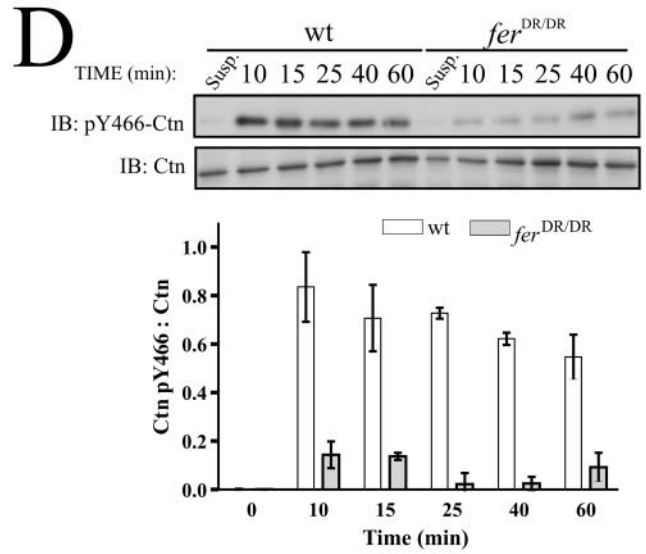 D
wt fer DR/DR
TIME (min): Susp. 10 15 25 40 60 Susp. 10 15 25 40 60
IB: pY466-Ctn
IB: Ctn
wt fer DR/DR
Ctn pY466 : Ctn
1.0
0.8
0.6
0.4
0.2
0.0
0 10 15 25 40 60
Time (min)